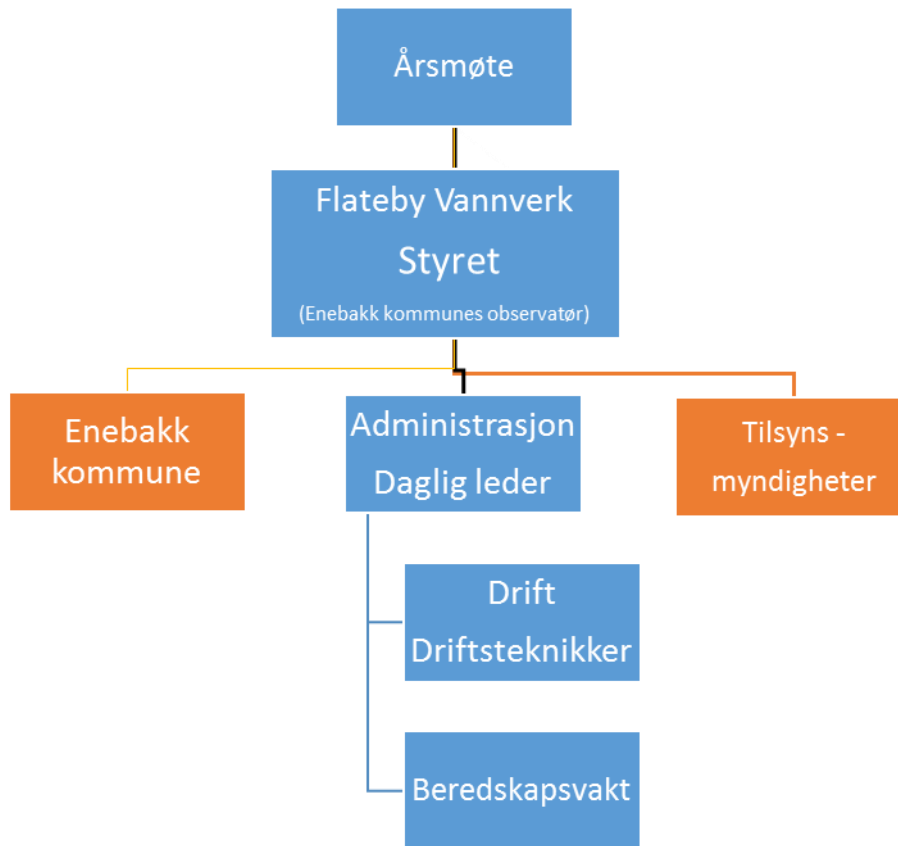 Årsmøte
Flateby Vannverk
Styret
(Enebakk kommunes observatør)
Enebakk
kommune
Administrasjon
Daglig leder
Tilsyns -
myndigheter
Drift
Driftsteknikker
Beredskapsvakt